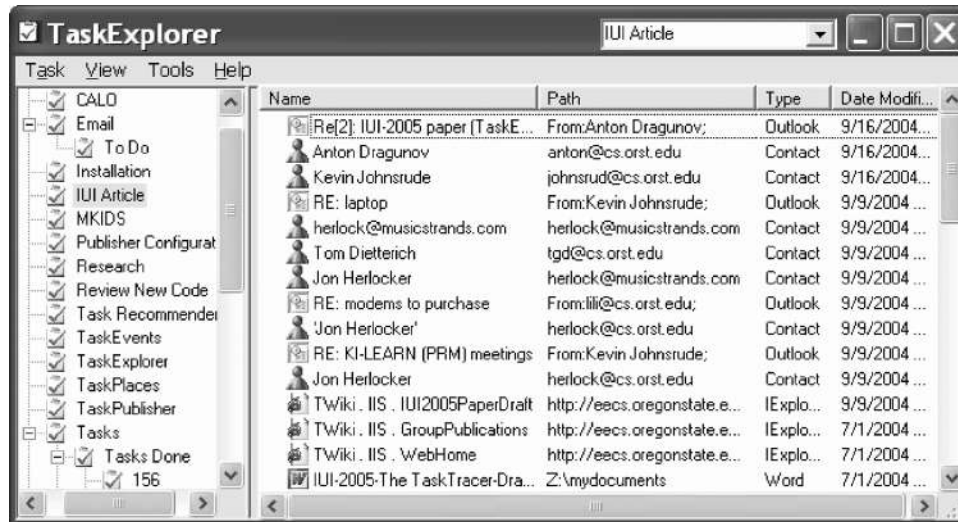 TaskExplorer
IUI Article
Task View Tools Help
CALO
Email
To Do
Installation
IUI Article
MKIDS
Publisher Configurat
Research
Review New Code
Task Recommender
TaskEvents
TaskExplorer
TaskPlaces
TaskPublisher
Tasks
Tasks Done
156
Name Path Type Date Modifi...
Re[2]: IUI-2005 paper (TaskE... From:Anton Dragunov; Outlook 9/16/2004...
Anton Dragunov anton@cs.orst.edu Contact 9/16/2004...
Kevin Johnsrude johnsrud@cs.orst.edu Contact 9/16/2004...
RE: laptop From:Kevin Johnsrude; Outlook 9/9/2004 ...
herlock@musicstrands.com herlock@musicstrands.com Contact 9/9/2004 ...
Tom Dietterich tgd@cs.orst.edu Contact 9/9/2004 ...
Jon Herlocker herlock@musicstrands.com Contact 9/9/2004 ...
RE: modems to purchase From:lili@cs.orst.edu; Outlook 9/9/2004 ...
'Jon Herlocker' herlock@cs.orst.edu Contact 9/9/2004 ...
RE: KI-LEARN (PRM) meetings From:Kevin Johnsrude; Outlook 9/9/2004 ...
Jon Herlocker herlock@cs.orst.edu Contact 9/9/2004 ...
TWiki . IIS . IUI2005PaperDraft http://eecs.oregonstate.e... IExplo... 9/9/2004 ...
TWiki . IIS . GroupPublications http://eecs.oregonstate.e... IExplo... 7/1/2004 ...
TWiki . IIS . WebHome http://eecs.oregonstate.e... IExplo... 7/1/2004 ...
IUI-2005-The TaskTracer-Dra... Z:\mydocuments Word 7/1/2004 ...